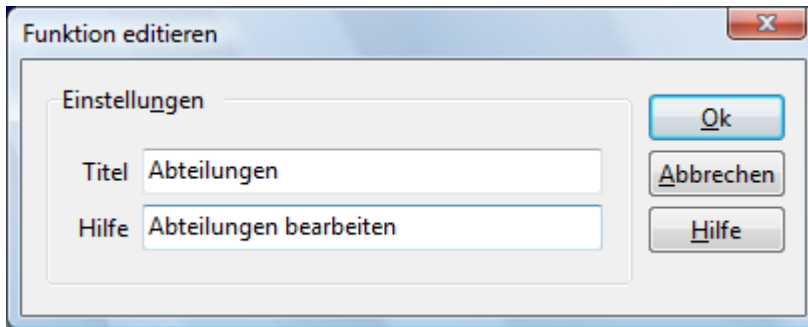 Funktion editieren
Einstellungen
Titel Abteilungen
Hilfe Abteilungen bearbeiten
Ok
Abbrechen
Hilfe